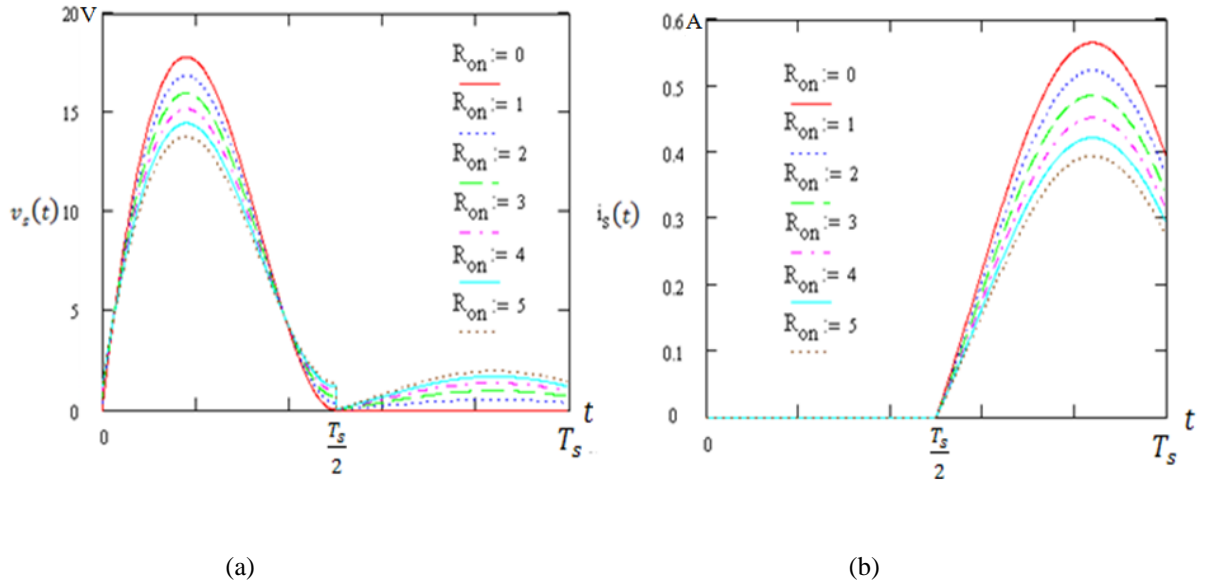 20
V
15
10
5
0
v_s(t)
R_on := 0
R_on := 1
R_on := 2
R_on := 3
R_on := 4
R_on := 5
0
T_s/2
T_s
t
(a)
0.6
A
0.5
0.4
0.3
0.2
0.1
0
i_s(t)
R_on := 0
R_on := 1
R_on := 2
R_on := 3
R_on := 4
R_on := 5
0
T_s/2
T_s
t
(b)